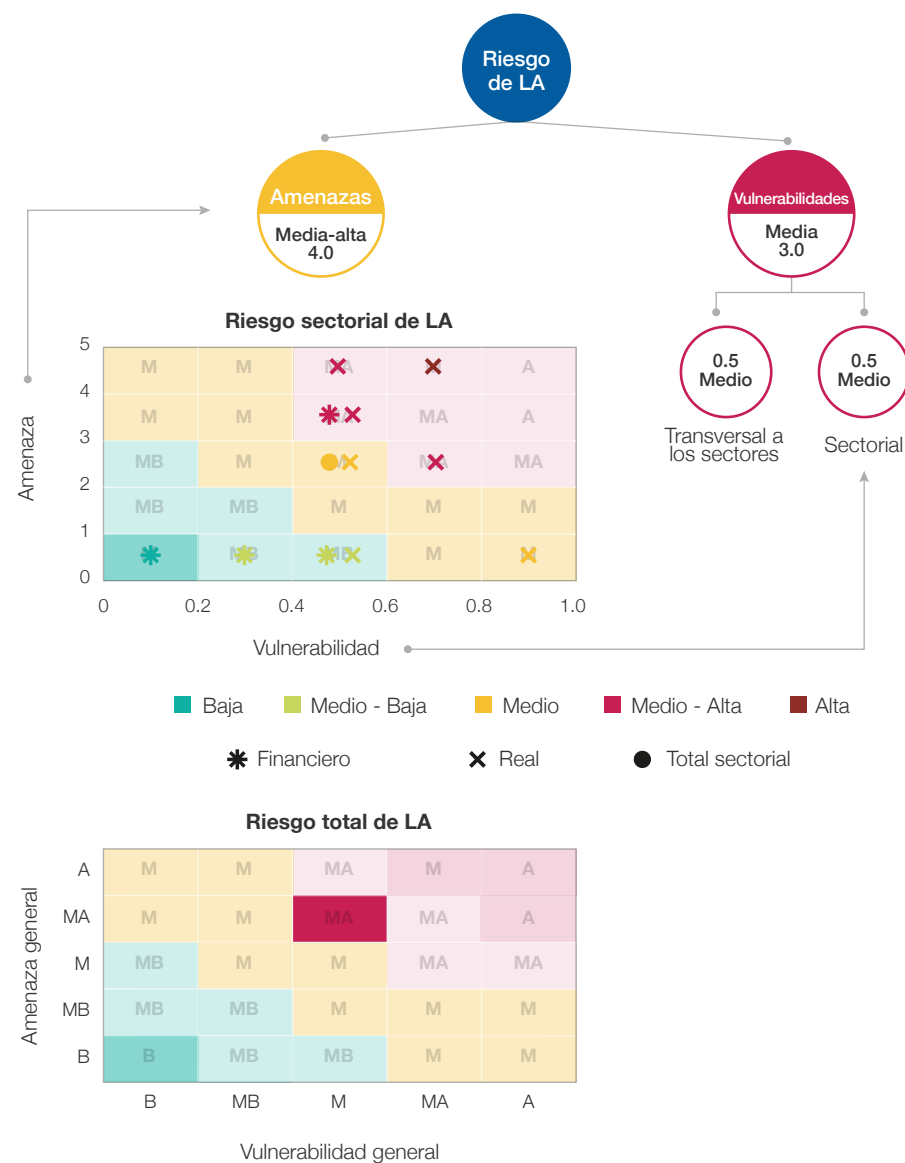 Riesgo
de LA
Amenazas
Media-alta
4.0
Vulnerabilidades
Media
3.0
0.5
Medio
0.5
Medio
Transversal a
los sectores
Sectorial
Riesgo sectorial de LA
Amenaza
5
4
3
2
1
0
M M A A
M M MA A
MB M MA
MB MB M M M
M
0 0.2 0.4 0.6 0.8 1.0
Vulnerabilidad
Baja Medio - Baja Medio Medio - Alta Alta
Financiero Real Total sectorial
Riesgo total de LA
Amenaza general
A M M MA M A
MA M M MA MA A
M MB M M MA MA
MB MB MB M M M
B B MB MB M M
B MB M MA A
Vulnerabilidad general